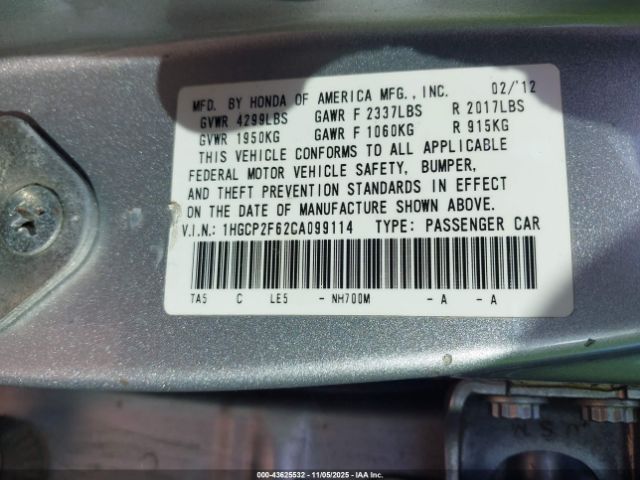 MFD. BY HONDA OF AMERICA MFG., INC. 02/'12
GVWR 4299LBS GAWR F 2337LBS R 2017LBS
GVWR 1950KG GAWR F 1060KG R 915KG
THIS VEHICLE CONFORMS TO ALL APPLICABLE
FEDERAL MOTOR VEHICLE SAFETY, BUMPER,
AND THEFT PREVENTION STANDARDS IN EFFECT
ON THE DATE OF MANUFACTURE SHOWN ABOVE.
V.I.N.: 1HGCP2F62CA099114 TYPE: PASSENGER CAR
TA5 C LE5 - NH700M - A - A
00-43625532 - 11/05/2025 - IAA Inc.